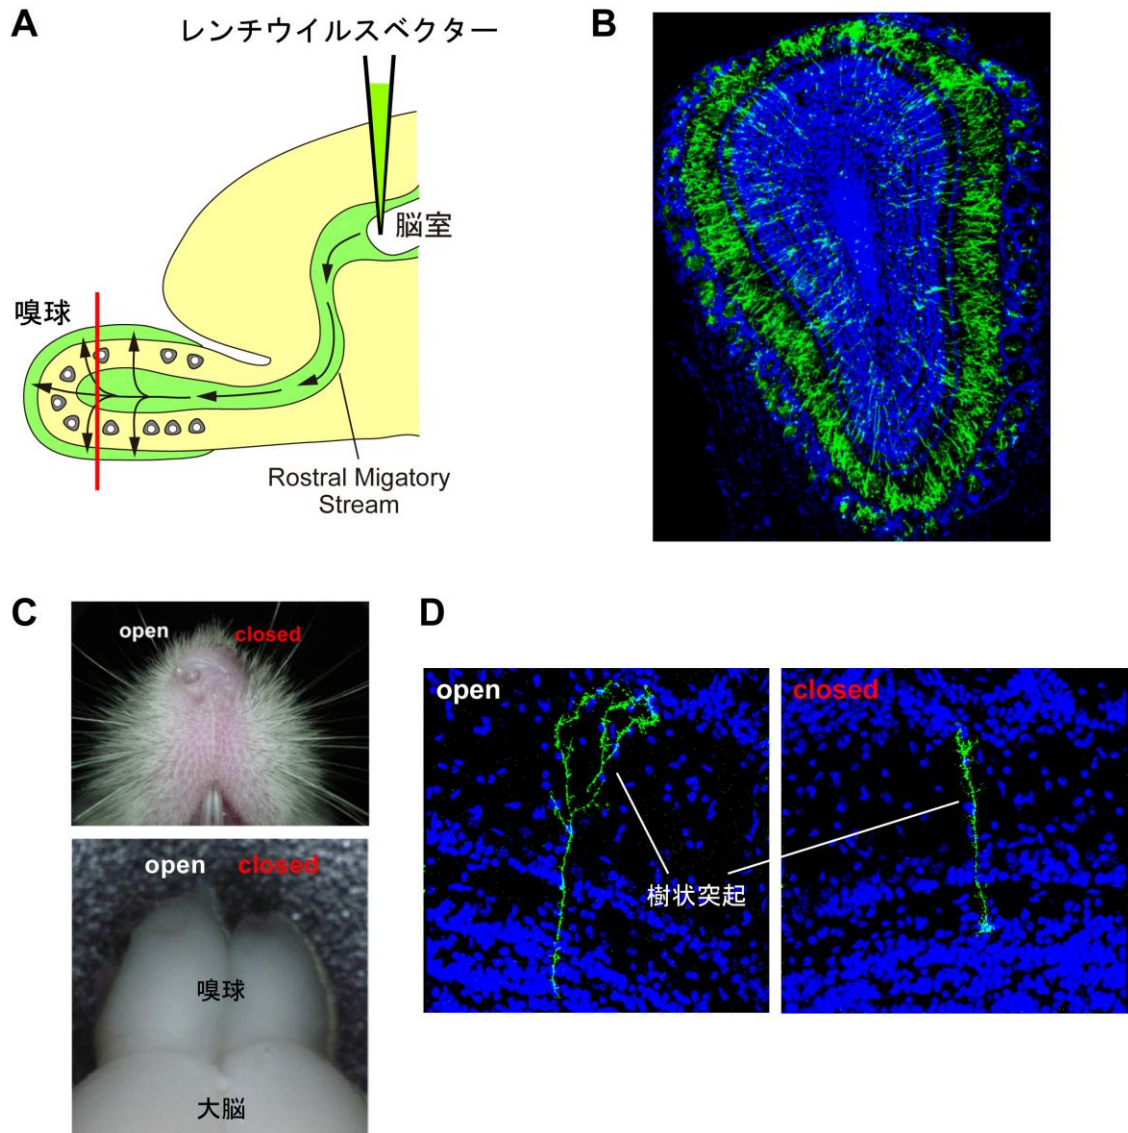 A
レンチウイルスベクター
脳室
嗅球
Rostral Migatory
Stream
B
C
open
closed
open
closed
嗅球
大脳
D
open
closed
樹状突起